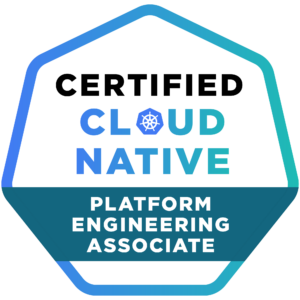 CERTIFIED
CLOUD
NATIVE
PLATFORM
ENGINEERING
ASSOCIATE